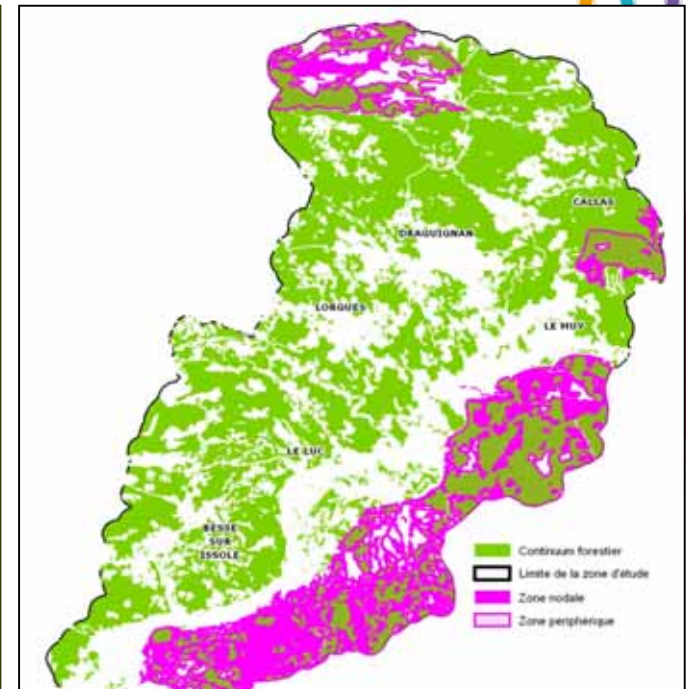 CALLAS
DRAGUIGNAN
LORGUES
LE MUY
LE LUC
BESSE
SUR
ISSOLE
Continuum forestier
Limite de la zone d'étude
Zone nodale
Zone périphérique